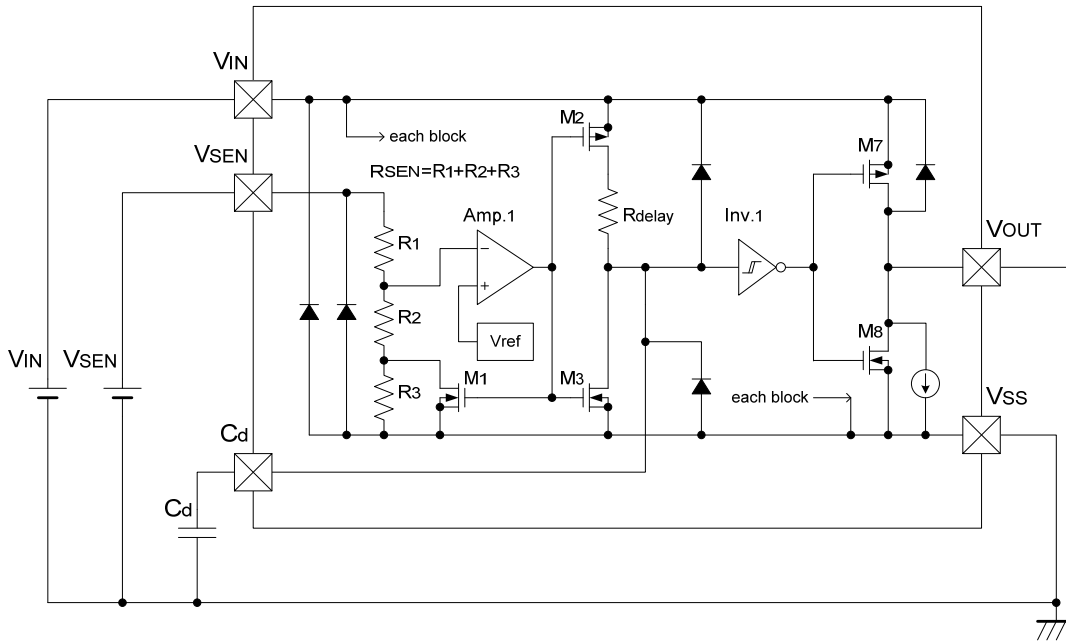 VIN
M2
M7
each block
VSEN
RSEN=R1+R2+R3
Amp.1
Rdelay
Inv.1
R1
VOUT
−
+
R2
Vref
M8
VIN
VSEN
M1
M3
R3
each block
VSS
Cd
Cd